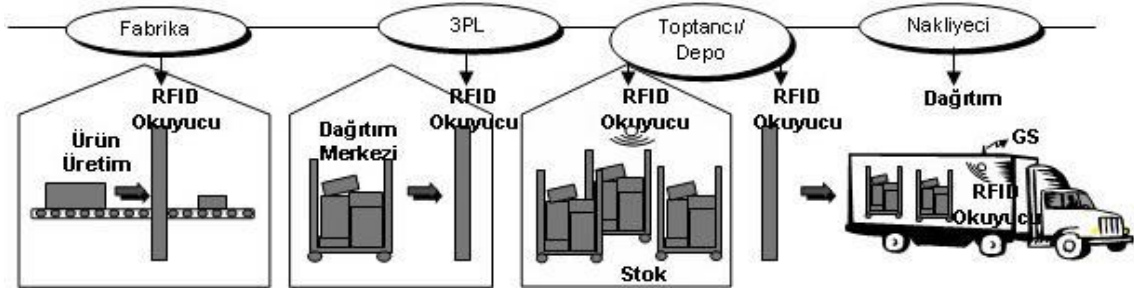 Fabrika
3PL
Toptancı/
Depo
Nakliyeci
RFID
Okuyucu
RFID
Okuyucu
RFID
Okuyucu
RFID
Okuyucu
Dağıtım
Ürün
Üretim
Dağıtım
Merkezi
Stok
GS
RFID
Okuyucu